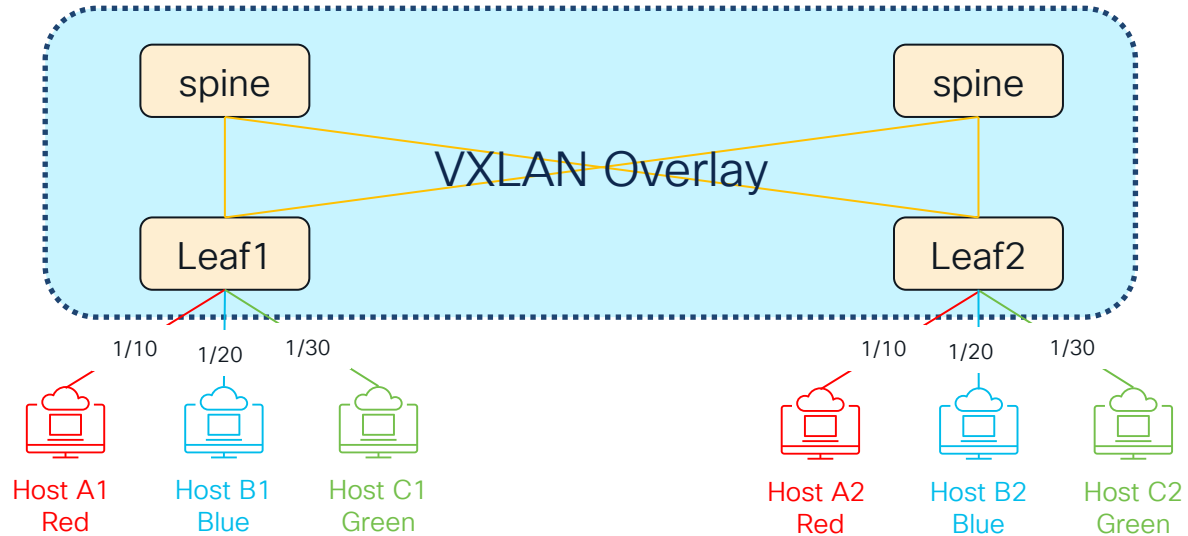 spine
spine
VXLAN Overlay
Leaf1
Leaf2
1/10
1/20
1/30
1/10
1/20
1/30
Host A1
Red
Host B1
Blue
Host C1
Green
Host A2
Red
Host B2
Blue
Host C2
Green